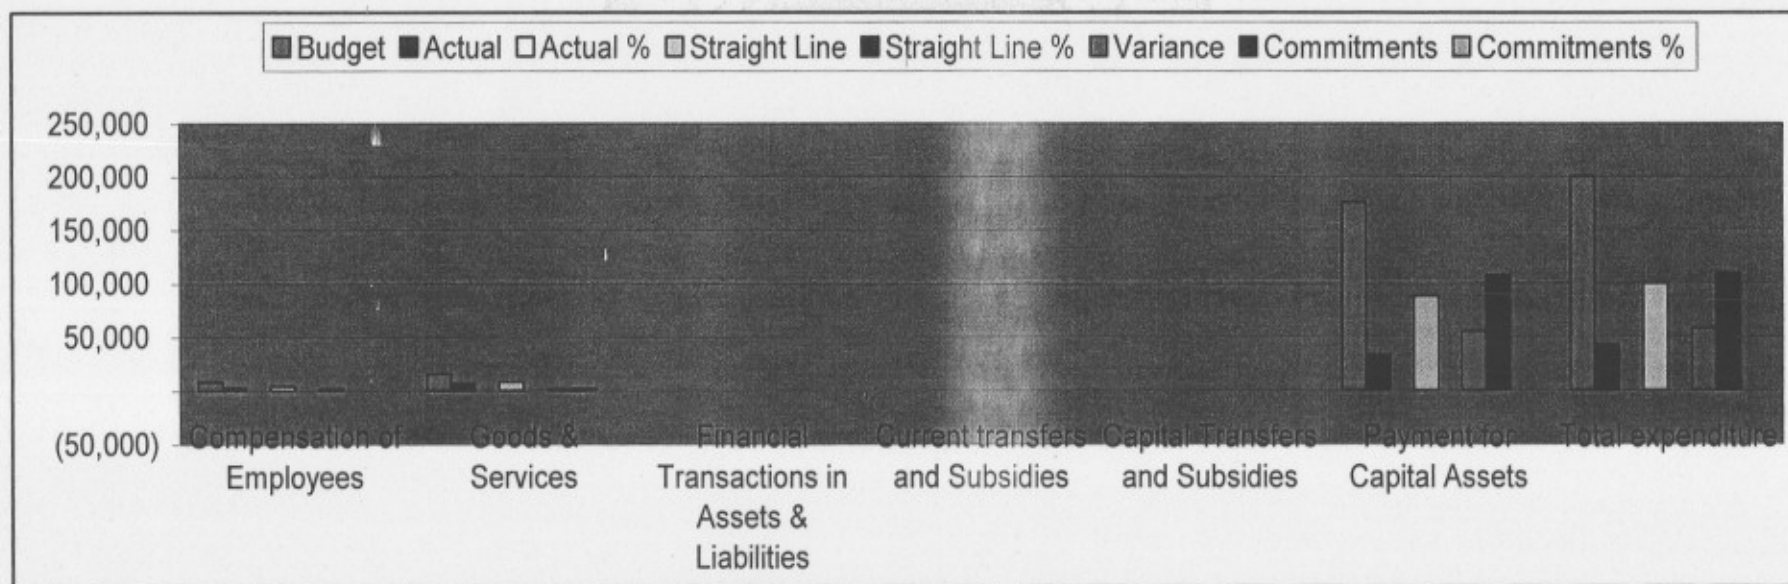 Budget Actual Actual % Straight Line Straight Line % Variance Commitments Commitments %
250,000
200,000
150,000
100,000
50,000
(50,000)
Compensation of Employees
Goods & Services
Financial Transactions in Assets & Liabilities
Current transfers and Subsidies
Capital Transfers and Subsidies
Payment for Capital Assets
Total expenditure